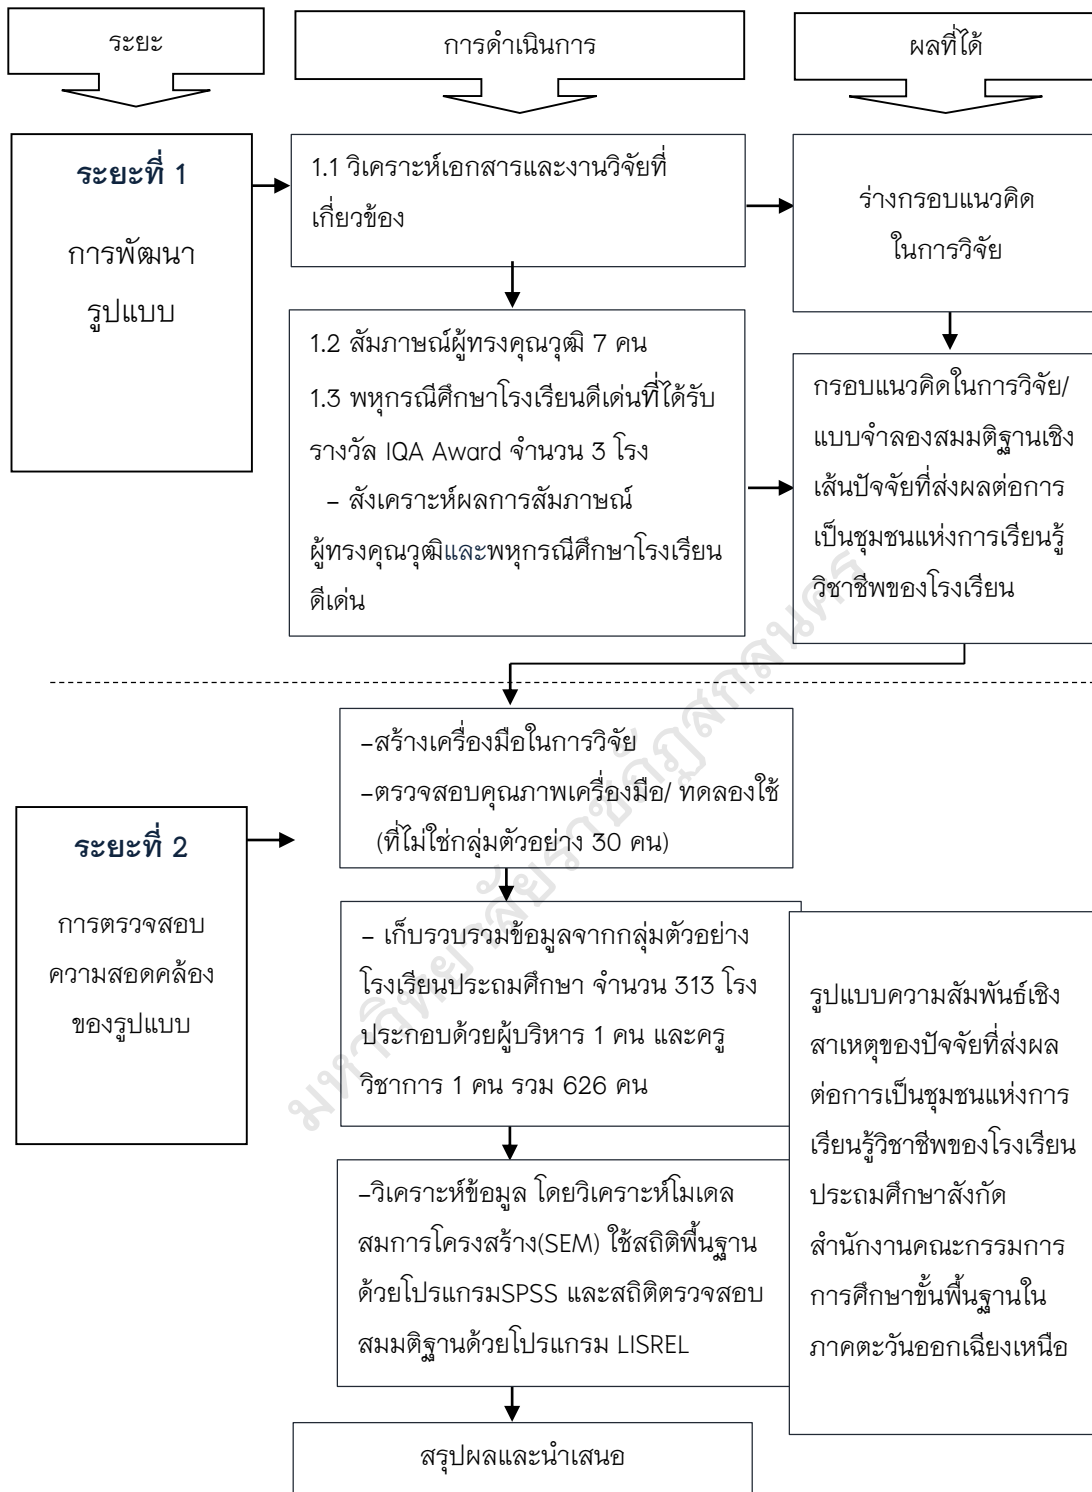 ระยะ
การดำเนินการ
ผลที่ได้
ระยะที่ 1
การพัฒนา
รูปแบบ
1.1 วิเคราะห์เอกสารและงานวิจัยที่
เกี่ยวข้อง
ร่างกรอบแนวคิด
ในการวิจัย
1.2 สัมภาษณ์ผู้ทรงคุณวุฒิ 7 คน
1.3 พหุกรณีศึกษาโรงเรียนดีเด่นที่ได้รับ
รางวัล IQA Award จำนวน 3 โรง
– สังเคราะห์ผลการสัมภาษณ์
ผู้ทรงคุณวุฒิและพหุกรณีศึกษาโรงเรียน
ดีเด่น
กรอบแนวคิดในการวิจัย/
แบบจำลองสมมติฐานเชิง
เส้นปัจจัยที่ส่งผลต่อการ
เป็นชุมชนแห่งการเรียนรู้
วิชาชีพของโรงเรียน
ระยะที่ 2
การตรวจสอบ
ความสอดคล้อง
ของรูปแบบ
–สร้างเครื่องมือในการวิจัย
–ตรวจสอบคุณภาพเครื่องมือ/ ทดลองใช้
(ที่ไม่ใช่กลุ่มตัวอย่าง 30 คน)
– เก็บรวบรวมข้อมูลจากกลุ่มตัวอย่าง
โรงเรียนประถมศึกษา จำนวน 313 โรง
ประกอบด้วยผู้บริหาร 1 คน และครู
วิชาการ 1 คน รวม 626 คน
–วิเคราะห์ข้อมูล โดยวิเคราะห์โมเดล
สมการโครงสร้าง(SEM) ใช้สถิติพื้นฐาน
ด้วยโปรแกรมSPSS และสถิติตรวจสอบ
สมมติฐานด้วยโปรแกรม LISREL
รูปแบบความสัมพันธ์เชิง
สาเหตุของปัจจัยที่ส่งผล
ต่อการเป็นชุมชนแห่งการ
เรียนรู้วิชาชีพของโรงเรียน
ประถมศึกษาสังกัด
สำนักงานคณะกรรมการ
การศึกษาขั้นพื้นฐานใน
ภาคตะวันออกเฉียงเหนือ
สรุปผลและนำเสนอ
มหาวิทยาลัยราชภัฏสกลนคร